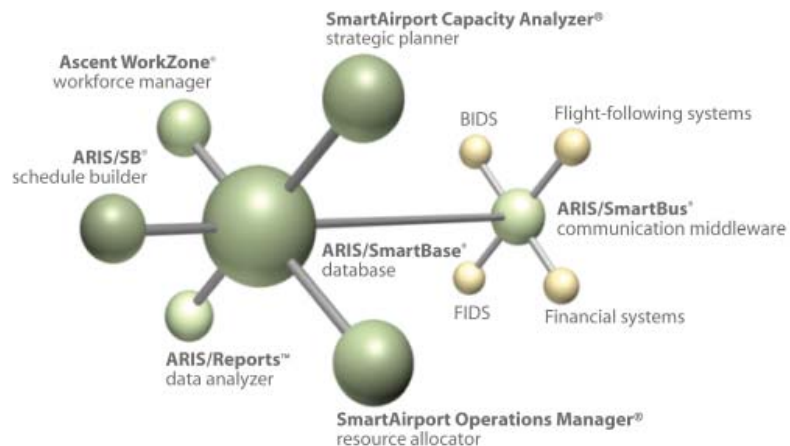 SmartAirport Capacity Analyzer®
strategic planner
Ascent WorkZone®
workforce manager
BIDS
Flight-following systems
ARIS/SB®
schedule builder
ARIS/SmartBus®
communication middleware
ARIS/SmartBase®
database
FIDS
Financial systems
ARIS/Reports™
data analyzer
SmartAirport Operations Manager®
resource allocator